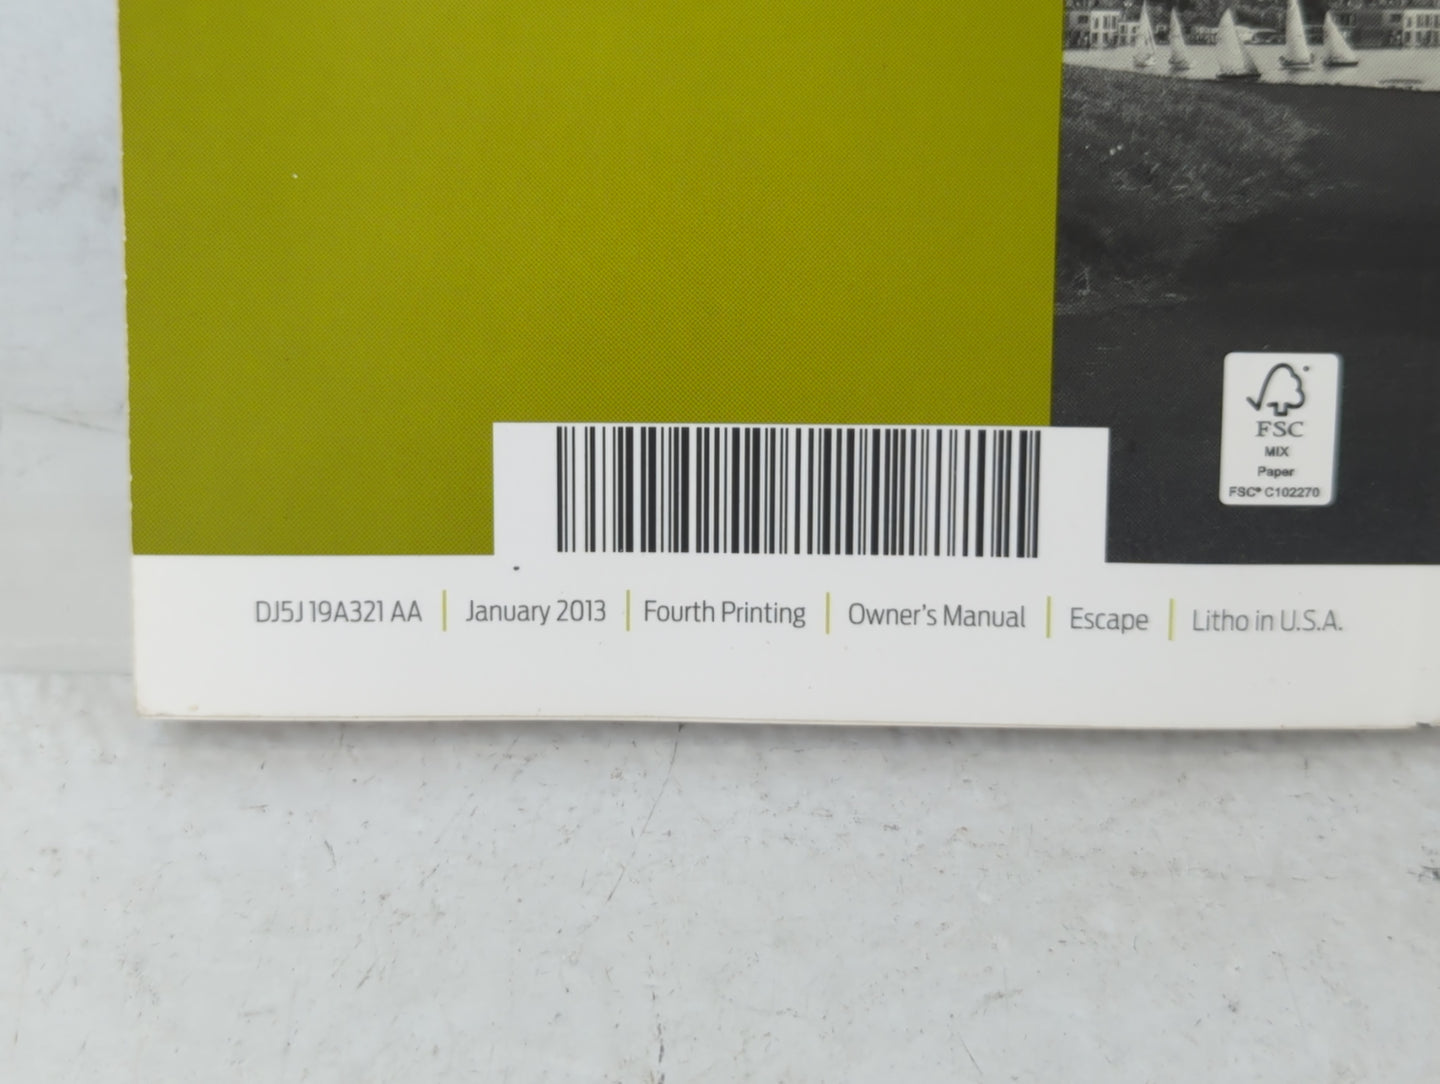 FSC
MIX
Paper
FSC® C102270
DJ5J 19A321 AA | January 2013 | Fourth Printing | Owner's Manual | Escape | Litho in U.S.A.